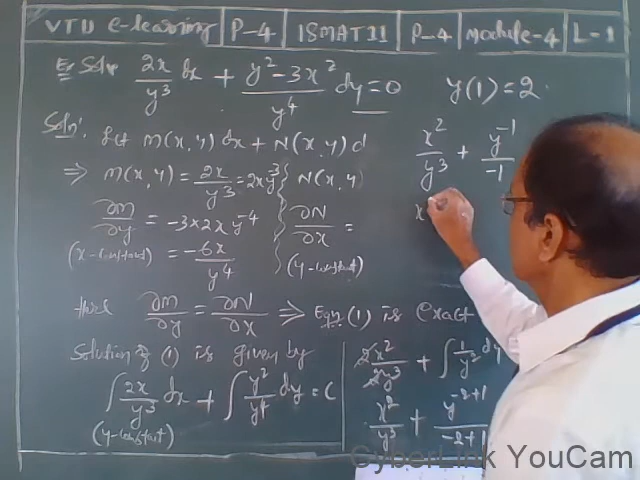 VTU e-learning | P-4 | 15MAT11 | P-4 | Module-4 | L-1
Ex Solve 2x/y³ dx + (y² - 3x²)/y⁴ dy = 0 y(1) = 2.
Soln: Let M(x,y) dx + N(x,y) d
⇒ M(x,y) = 2x/y³ = 2xy⁻³ N(x,y)
∂M/∂y = -3×2x y⁻⁴ ∂N/∂x =
(x-constant) = -6x/y⁴ (y-constant)
thus ∂M/∂y = ∂N/∂x ⇒ Eqn (1) is exact
Solution of (1) is given by
∫ 2x/y³ dx + ∫ y²/y⁴ dy = C
(y-constant)
x²/y³ + y⁻¹/-1
x
2x²/2y³ + ∫ 1/y² dy
x²/y³ + y⁻²⁺¹/-2+1
CyberLink YouCam